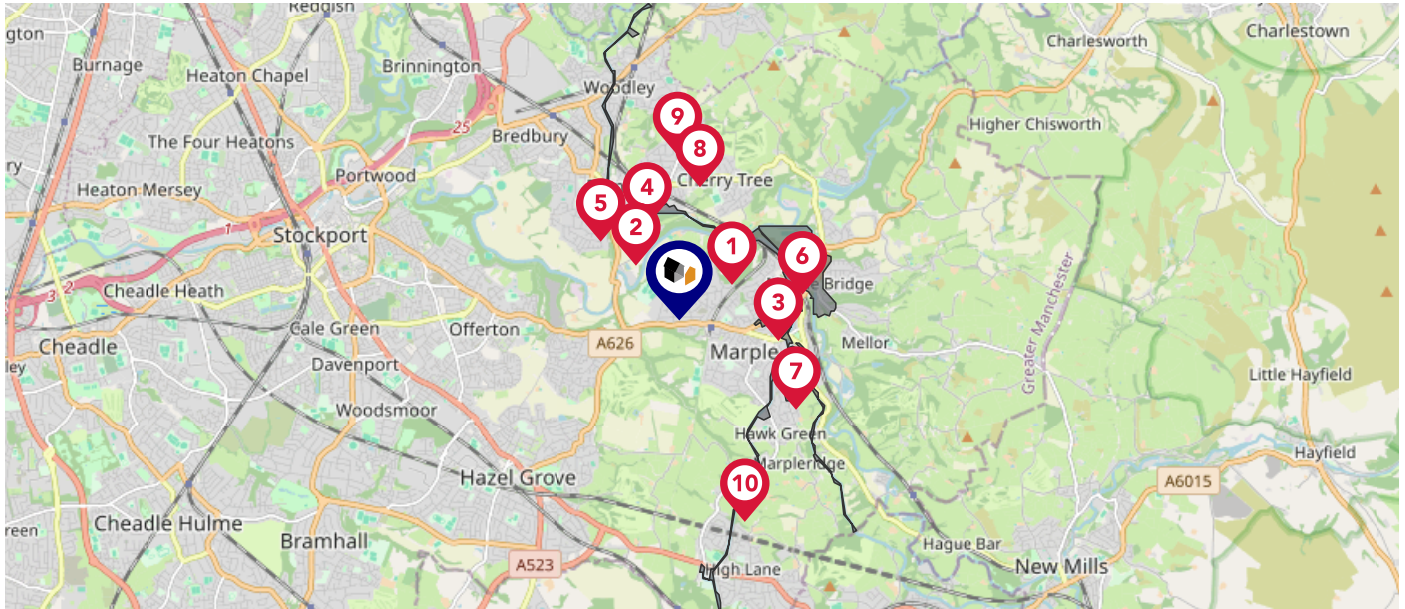 Reddish
gton
Burnage
Heaton Chapel
Brinnington
Charlesworth
Charlestown
Woodley
9
25
Bredbury
Higher Chisworth
The Four Heatons
8
ry
Portwood
Cherry Tree
Heaton Mersey
4
5
2
1
Stockport
1
6
3 2
Cheadle Heath
Bridge
3
Cale Green
Offerton
A626
Greater Manchester
Cheadle
ley
Davenport
Marple
Mellor
7
Little Hayfield
Woodsmoor
Hawk Green
Hayfield
Marpleridge
Hazel Grove
10
A6015
reen
Cheadle Hulme
Bramhall
Hague Bar
A523
High Lane
New Mills